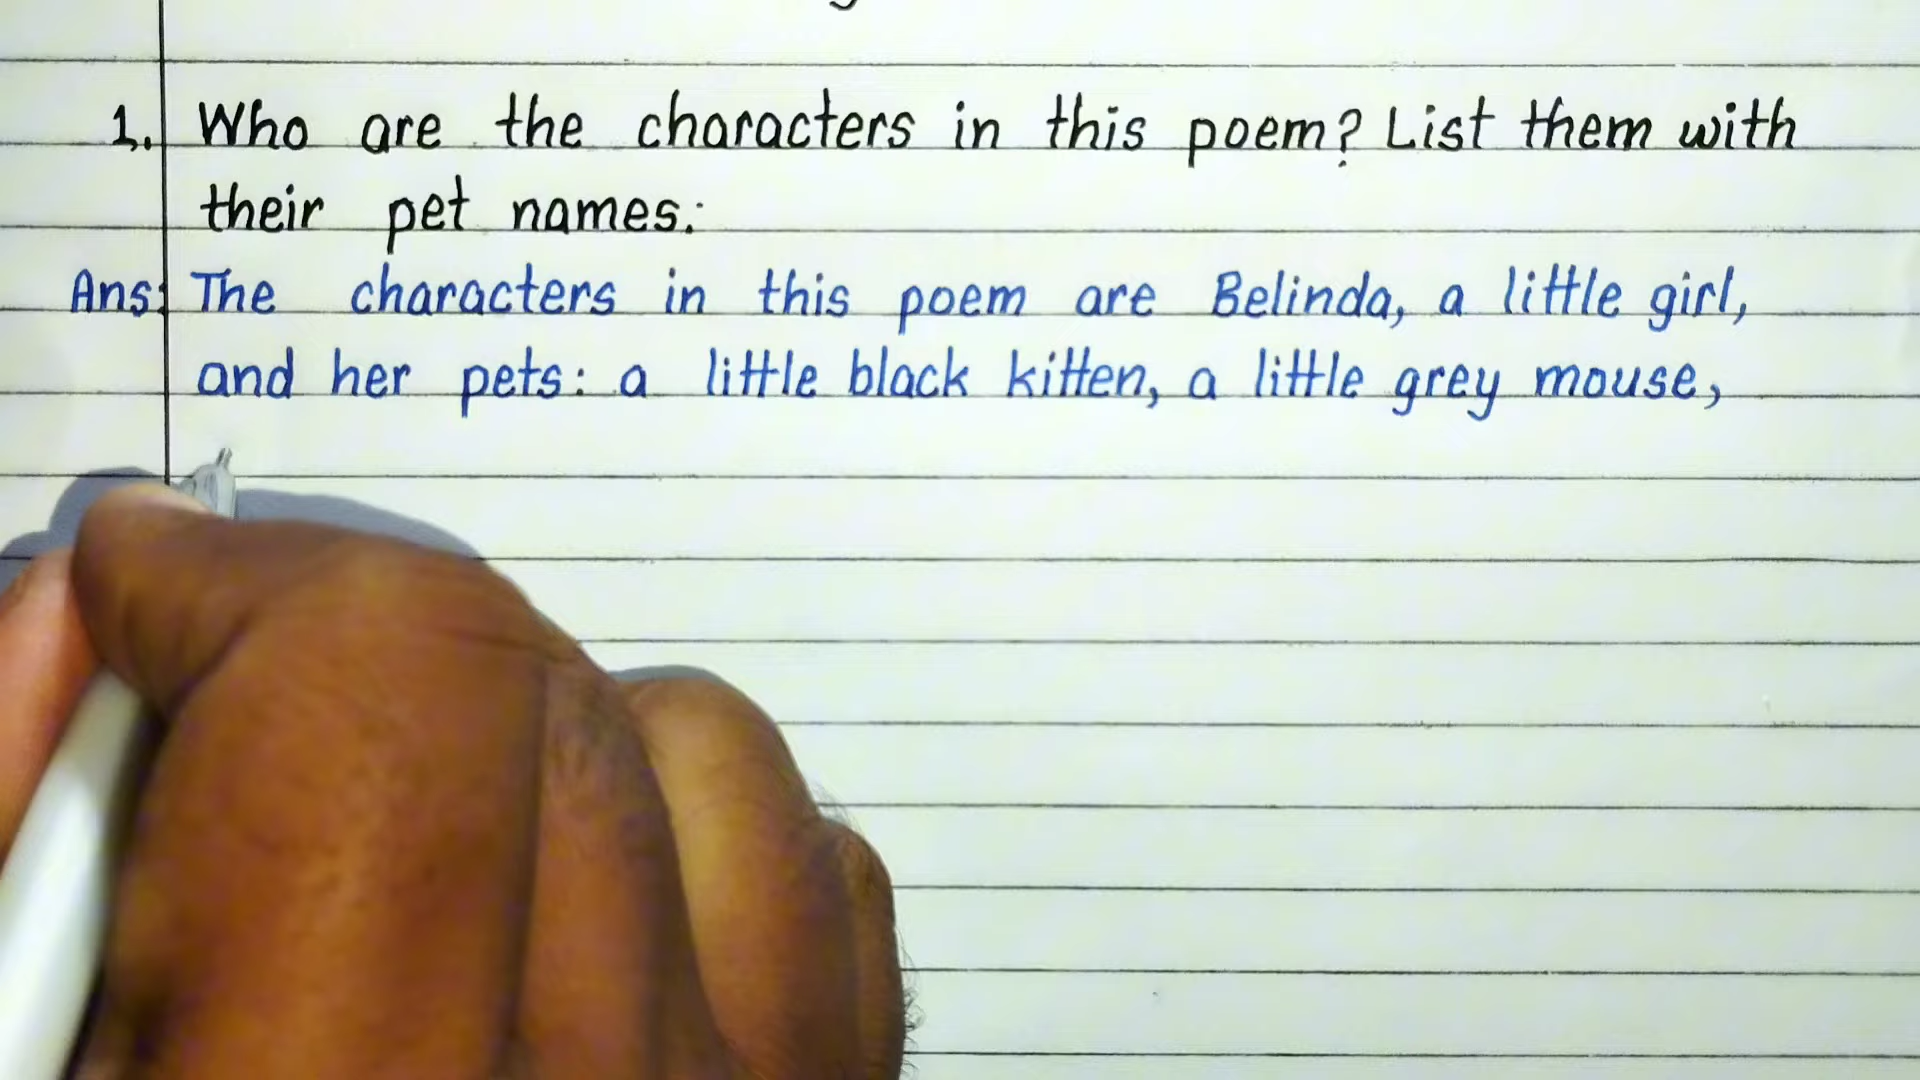 1. Who are the characters in this poem? List them with
their pet names.
Ans: The characters in this poem are Belinda, a little girl,
and her pets: a little black kitten, a little grey mouse,